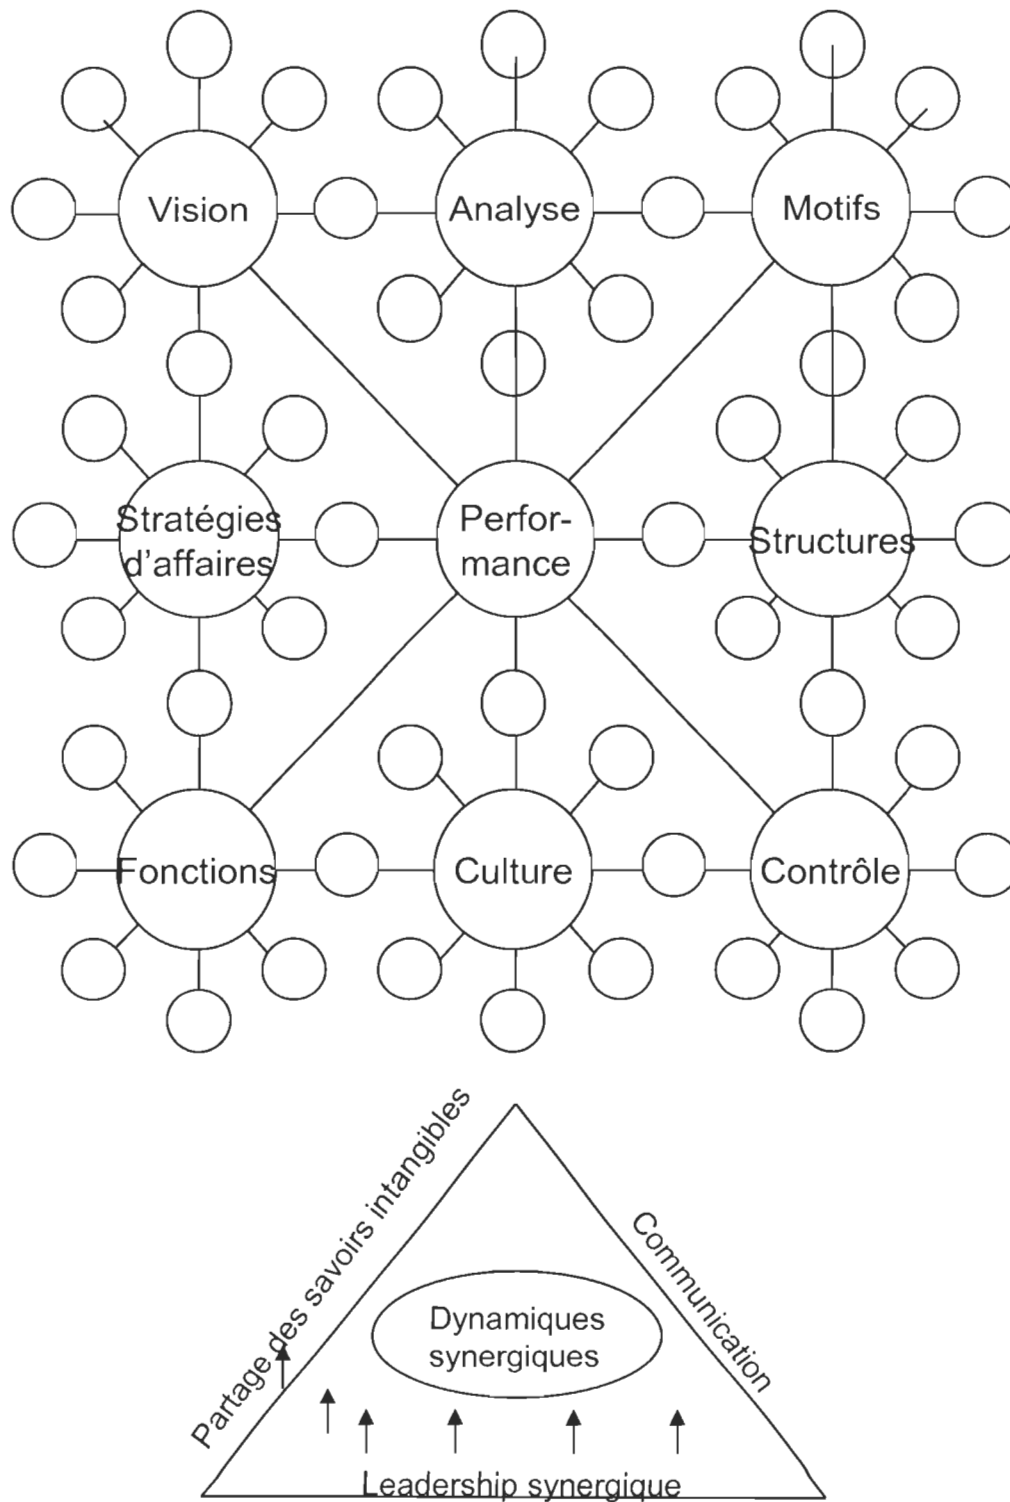 Vision
Analyse
Motifs
Stratégies
d'affaires
Perfor-
mance
Structures
Fonctions
Culture
Contrôle
Partage des savoirs intangibles
Communication
Dynamiques
synergiques
Leadership synergique